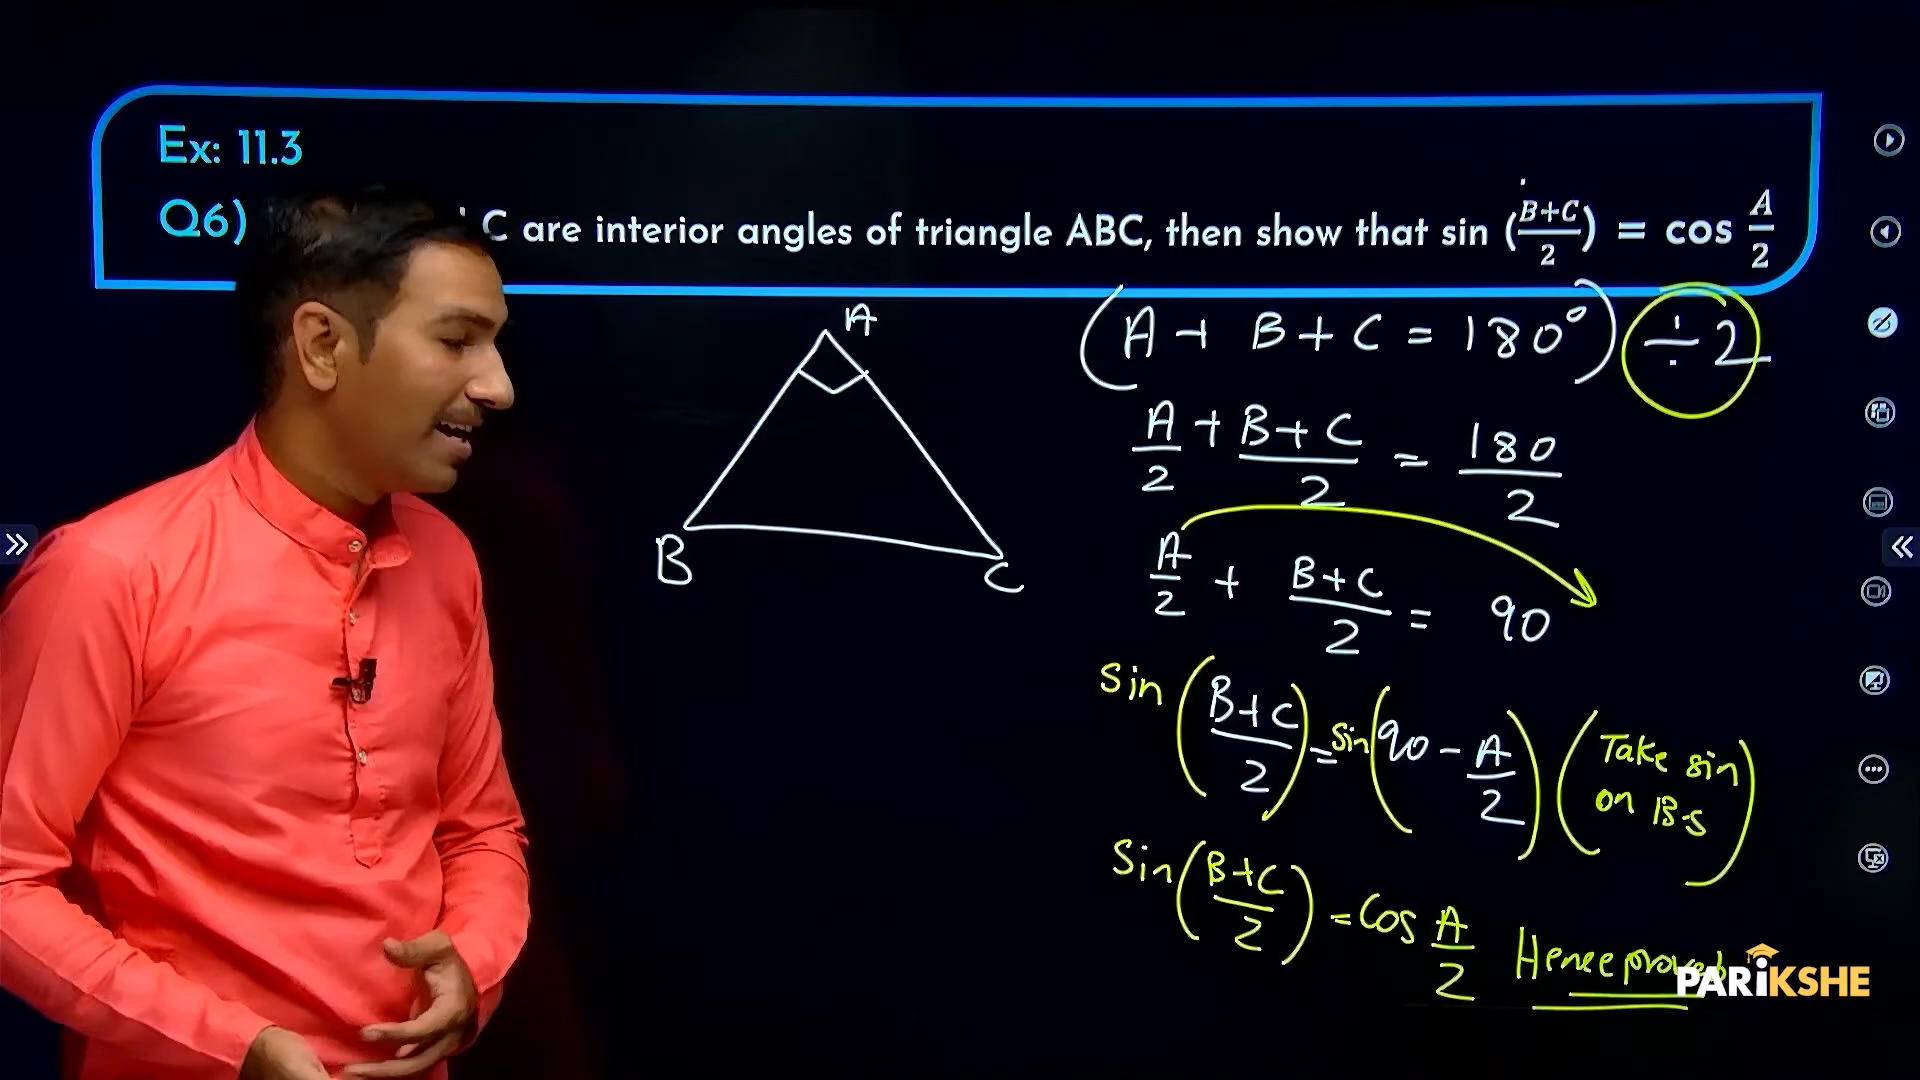 Ex: 11.3
Q6) C are interior angles of triangle ABC, then show that sin (B+C/2) = cos A/2
A
B
C
(A + B + C = 180°) ÷ 2
A/2 + B+C/2 = 180/2
A/2 + B+C/2 = 90
sin (B+C/2) = sin (90 - A/2) (Take sin on B.S)
Sin (B+C/2) = Cos A/2 Hence proved
PARiKSHE